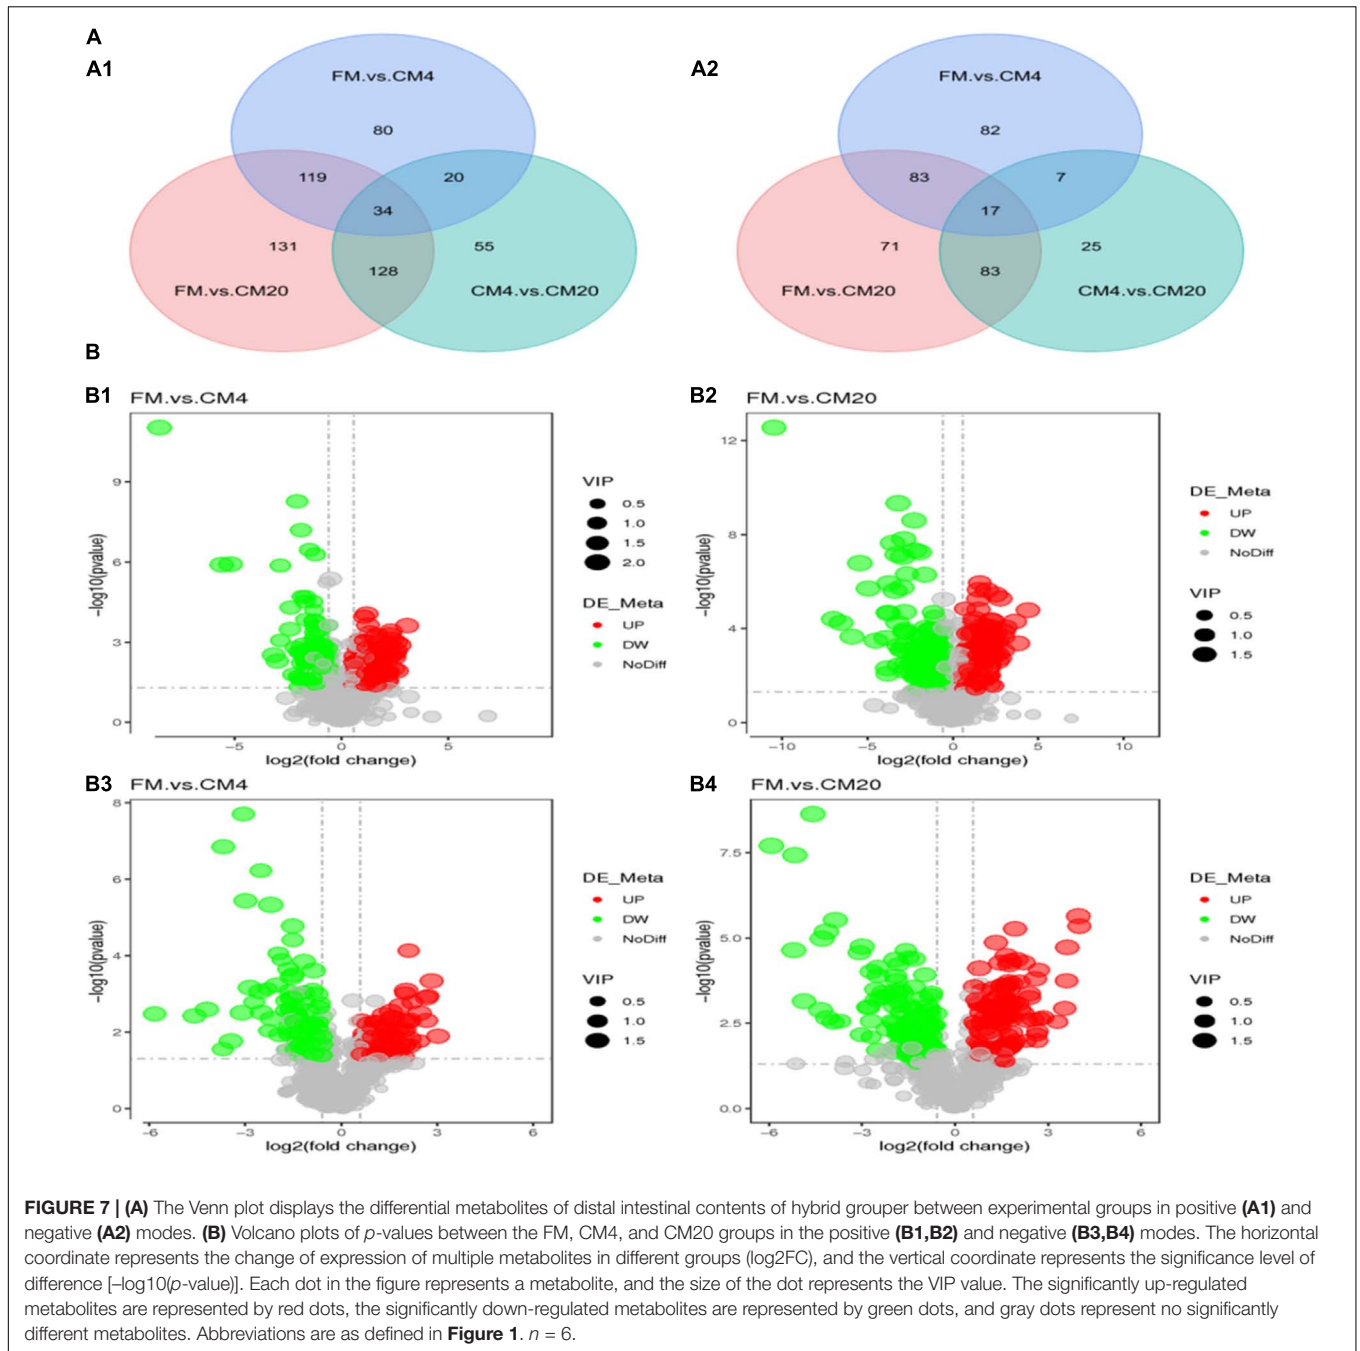 A
A1
FM.vs.CM4
80
119
20
34
131
55
128
FM.vs.CM20
CM4.vs.CM20
A2
FM.vs.CM4
82
83
7
17
71
25
83
FM.vs.CM20
CM4.vs.CM20
B
B1
FM.vs.CM4
9
6
3
0
-log10(pvalue)
-5
0
5
log2(fold change)
VIP
0.5
1.0
1.5
2.0
DE_Meta
UP
DW
NoDiff
B2
FM.vs.CM20
12
8
4
0
-log10(pvalue)
-10
-5
0
5
10
log2(fold change)
DE_Meta
UP
DW
NoDiff
VIP
0.5
1.0
1.5
B3
FM.vs.CM4
8
6
4
2
0
-log10(pvalue)
-6
-3
0
3
6
log2(fold change)
DE_Meta
UP
DW
NoDiff
VIP
0.5
1.0
1.5
B4
FM.vs.CM20
7.5
5.0
2.5
0.0
-log10(pvalue)
-6
-3
0
3
6
log2(fold change)
DE_Meta
UP
DW
NoDiff
VIP
0.5
1.0
1.5
FIGURE 7 | (A) The Venn plot displays the differential metabolites of distal intestinal contents of hybrid grouper between experimental groups in positive (A1) and
negative (A2) modes. (B) Volcano plots of p-values between the FM, CM4, and CM20 groups in the positive (B1,B2) and negative (B3,B4) modes. The horizontal
coordinate represents the change of expression of multiple metabolites in different groups (log2FC), and the vertical coordinate represents the significance level of
difference [–log10(p-value)]. Each dot in the figure represents a metabolite, and the size of the dot represents the VIP value. The significantly up-regulated
metabolites are represented by red dots, the significantly down-regulated metabolites are represented by green dots, and gray dots represent no significantly
different metabolites. Abbreviations are as defined in Figure 1. n = 6.